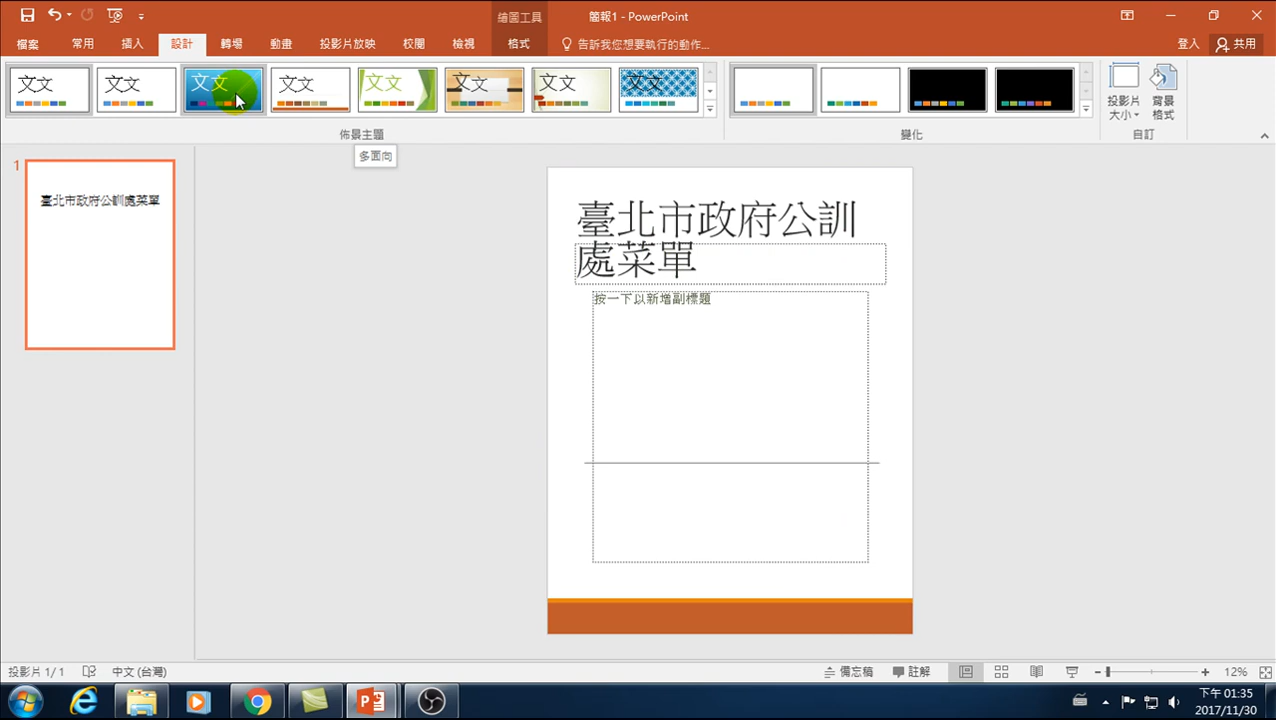 繪圖工具
簡報1 - PowerPoint
檔案
常用
插入
設計
轉場
動畫
投影片放映
校閱
檢視
格式
告訴我您想要執行的動作...
登入
共用
文文
文文
文文
文文
文文
文文
文文
文文
投影片
大小
背景
格式
佈景主題
變化
自訂
多面向
1
臺北市政府公訓處菜單
臺北市政府公訓
處菜單
按一下以新增副標題
投影片 1/1
中文 (台灣)
備忘稿
註解
12%
下午 01:35
2017/11/30